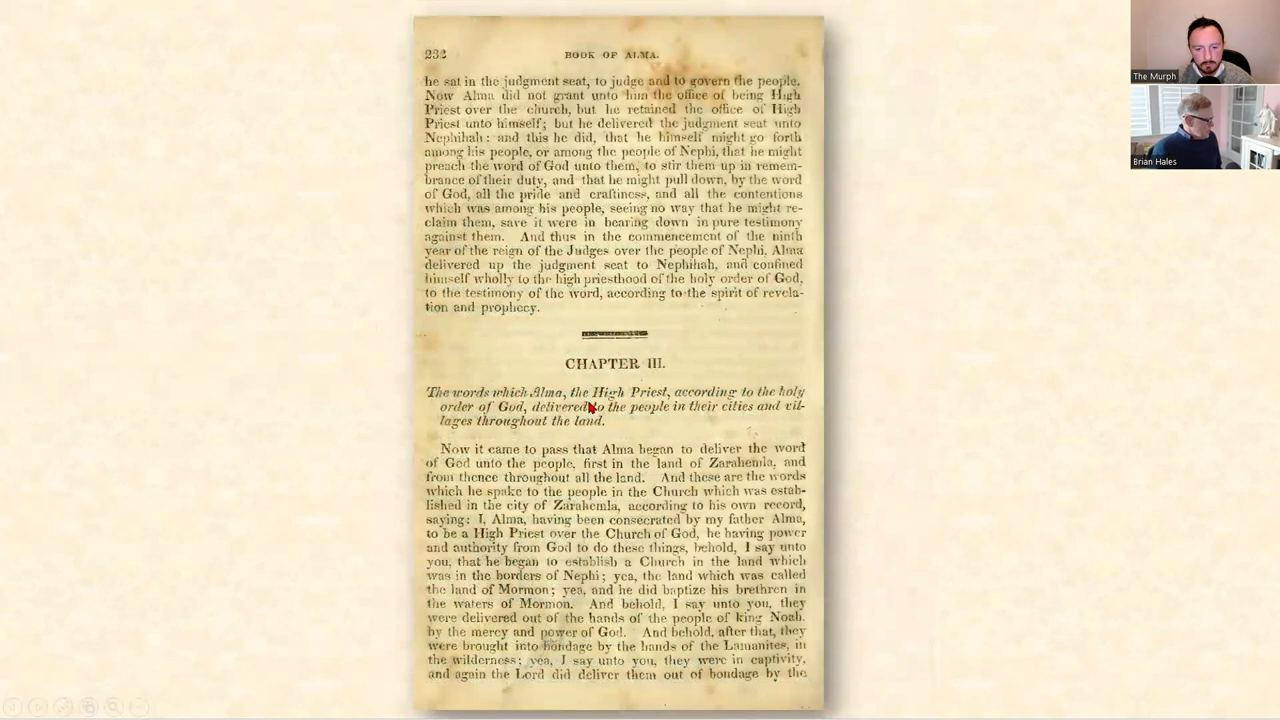 232
BOOK OF ALMA.
he sat in the judgment seat, to judge and to govern the people.
Now Alma did not grant unto him the office of being High
Priest over the church, but he retained the office of High
Priest unto himself; but he delivered the judgment seat unto
Nephihah: and this he did, that he himself might go forth
among his people, or among the people of Nephi, that he might
preach the word of God unto them, to stir them up in remem-
brance of their duty, and that he might pull down, by the word
of God, all the pride and craftiness, and all the contentions
which was among his people, seeing no way that he might re-
claim them, save it were in bearing down in pure testimony
against them. And thus in the commencement of the ninth
year of the reign of the Judges over the people of Nephi, Alma
delivered up the judgment seat to Nephihah, and confined
himself wholly to the high priesthood of the holy order of God,
to the testimony of the word, according to the spirit of revela-
tion and prophecy.
CHAPTER III.
The words which Alma, the High Priest, according to the holy
order of God, delivered to the people in their cities and vil-
lages throughout the land.
Now it came to pass that Alma began to deliver the word
of God unto the people, first in the land of Zarahemla, and
from thence throughout all the land. And these are the words
which he spake to the people in the Church which was estab-
lished in the city of Zarahemla, according to his own record,
saying: I, Alma, having been consecrated by my father Alma,
to be a High Priest over the Church of God, he having power
and authority from God to do these things, behold, I say unto
you, that he began to establish a Church in the land which
was in the borders of Nephi; yea, the land which was called
the land of Mormon; yea, and he did baptize his brethren in
the waters of Mormon. And behold, I say unto you, they
were delivered out of the hands of the people of king Noah.
by the mercy and power of God. And behold, after that, they
were brought into bondage by the hands of the Lamanites, in
the wilderness; yea, I say unto you, they were in captivity,
and again the Lord did deliver them out of bondage by the
The Murph
Brian Hales